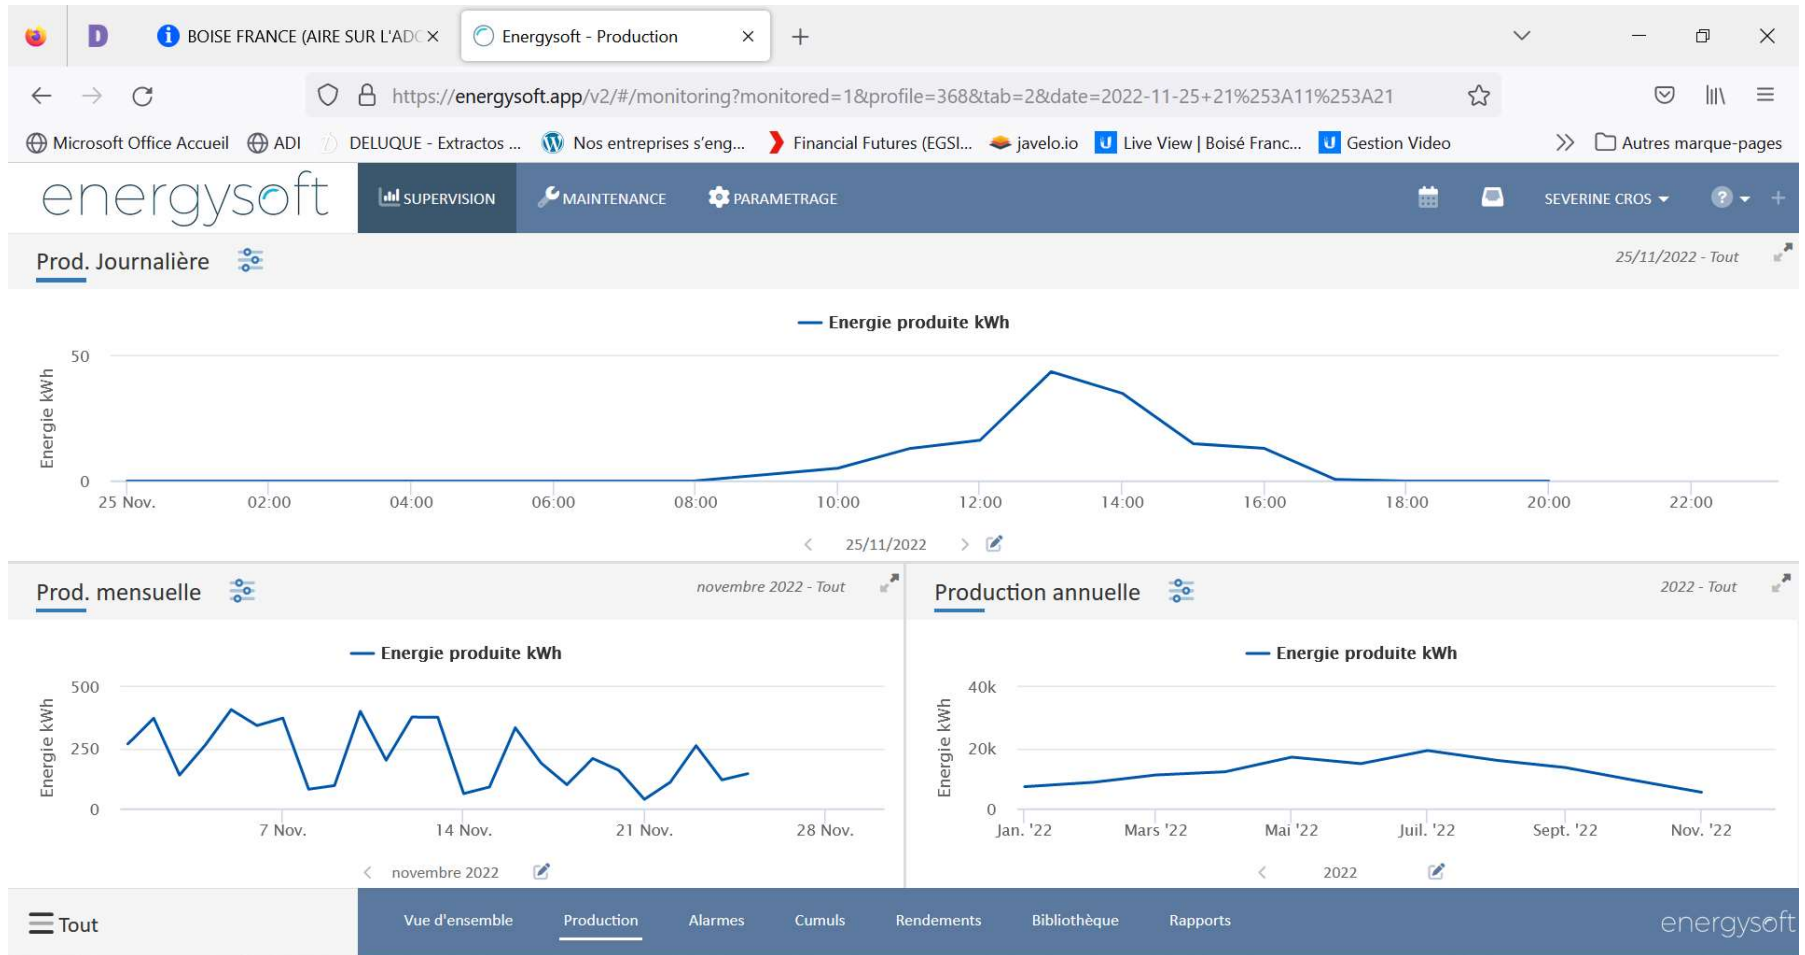 D
BOISE FRANCE (AIRE SUR L'ADC
Energysoft - Production
https://energysoft.app/v2/#/monitoring?monitored=1&profile=368&tab=2&date=2022-11-25+21%253A11%253A21
Microsoft Office Accueil
ADI
DELUQUE - Extractos ...
Nos entreprises s'eng...
Financial Futures (EGSI...
javelo.io
Live View | Boisé Franc...
Gestion Video
Autres marque-pages
energysoft
SUPERVISION
MAINTENANCE
PARAMETRAGE
SEVERINE CROS
?
Prod. Journalière
25/11/2022 - Tout
Energie produite kWh
Energie kWh
50
0
25 Nov.
02:00
04:00
06:00
08:00
10:00
12:00
14:00
16:00
18:00
20:00
22:00
25/11/2022
Prod. mensuelle
novembre 2022 - Tout
Energie produite kWh
Energie kWh
500
250
0
7 Nov.
14 Nov.
21 Nov.
28 Nov.
novembre 2022
Production annuelle
2022 - Tout
Energie produite kWh
Energie kWh
40k
20k
0
Jan. '22
Mars '22
Mai '22
Juil. '22
Sept. '22
Nov. '22
2022
Tout
Vue d'ensemble
Production
Alarmes
Cumuls
Rendements
Bibliothèque
Rapports
energysoft